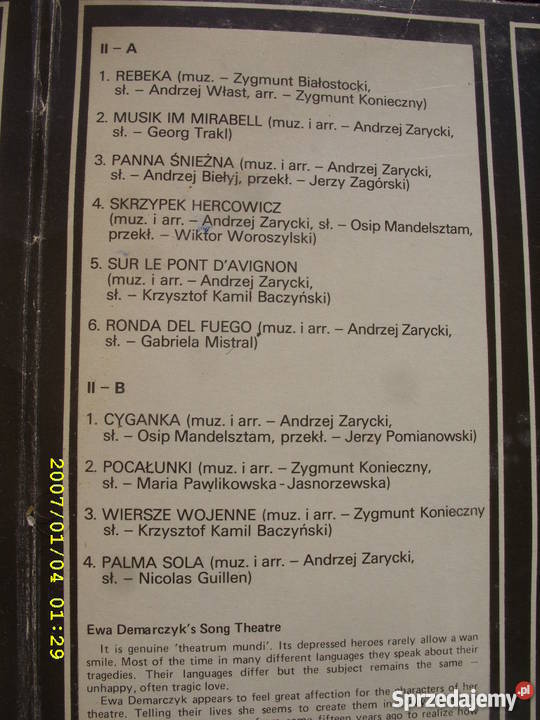 II – A
1. REBEKA (muz. – Zygmunt Białostocki,
sł. – Andrzej Włast, arr. – Zygmunt Konieczny)
2. MUSIK IM MIRABELL (muz. i arr. – Andrzej Zarycki,
sł. – Georg Trakl)
3. PANNA ŚNIEŻNA (muz. i arr. – Andrzej Zarycki,
sł. – Andrzej Biełyj, przekł. – Jerzy Zagórski)
4. SKRZYPEK HERCOWICZ
(muz. i arr. – Andrzej Zarycki, sł. – Osip Mandelsztam,
przekł. – Wiktor Woroszylski)
5. SUR LE PONT D'AVIGNON
(muz. i arr. – Andrzej Zarycki,
sł. – Krzysztof Kamil Baczyński)
6. RONDA DEL FUEGO (muz. i arr. – Andrzej Zarycki,
sł. – Gabriela Mistral)
II – B
1. CYGANKA (muz. i arr. – Andrzej Zarycki,
sł. – Osip Mandelsztam, przekł. – Jerzy Pomianowski)
2. POCAŁUNKI (muz. i arr. – Zygmunt Konieczny,
sł. – Maria Pawlikowska-Jasnorzewska)
3. WIERSZE WOJENNE (muz. i arr. – Zygmunt Konieczny
sł. – Krzysztof Kamil Baczyński)
4. PALMA SOLA (muz. i arr. – Andrzej Zarycki,
sł. – Nicolas Guillen)
Ewa Demarczyk's Song Theatre
It is genuine 'theatrum mundi'. Its depressed heroes rarely allow a wan
smile. Most of the time in many different languages they speak about their
tragedies. Their languages differ but the subject remains the same –
unhappy, often tragic love.
Ewa Demarczyk appears to feel great affection for the characters of her
theatre. Telling their lives she seems to create them in
some fifteen years ago to realize how
2007/01/04 01:29
Sprzedajemy.pl